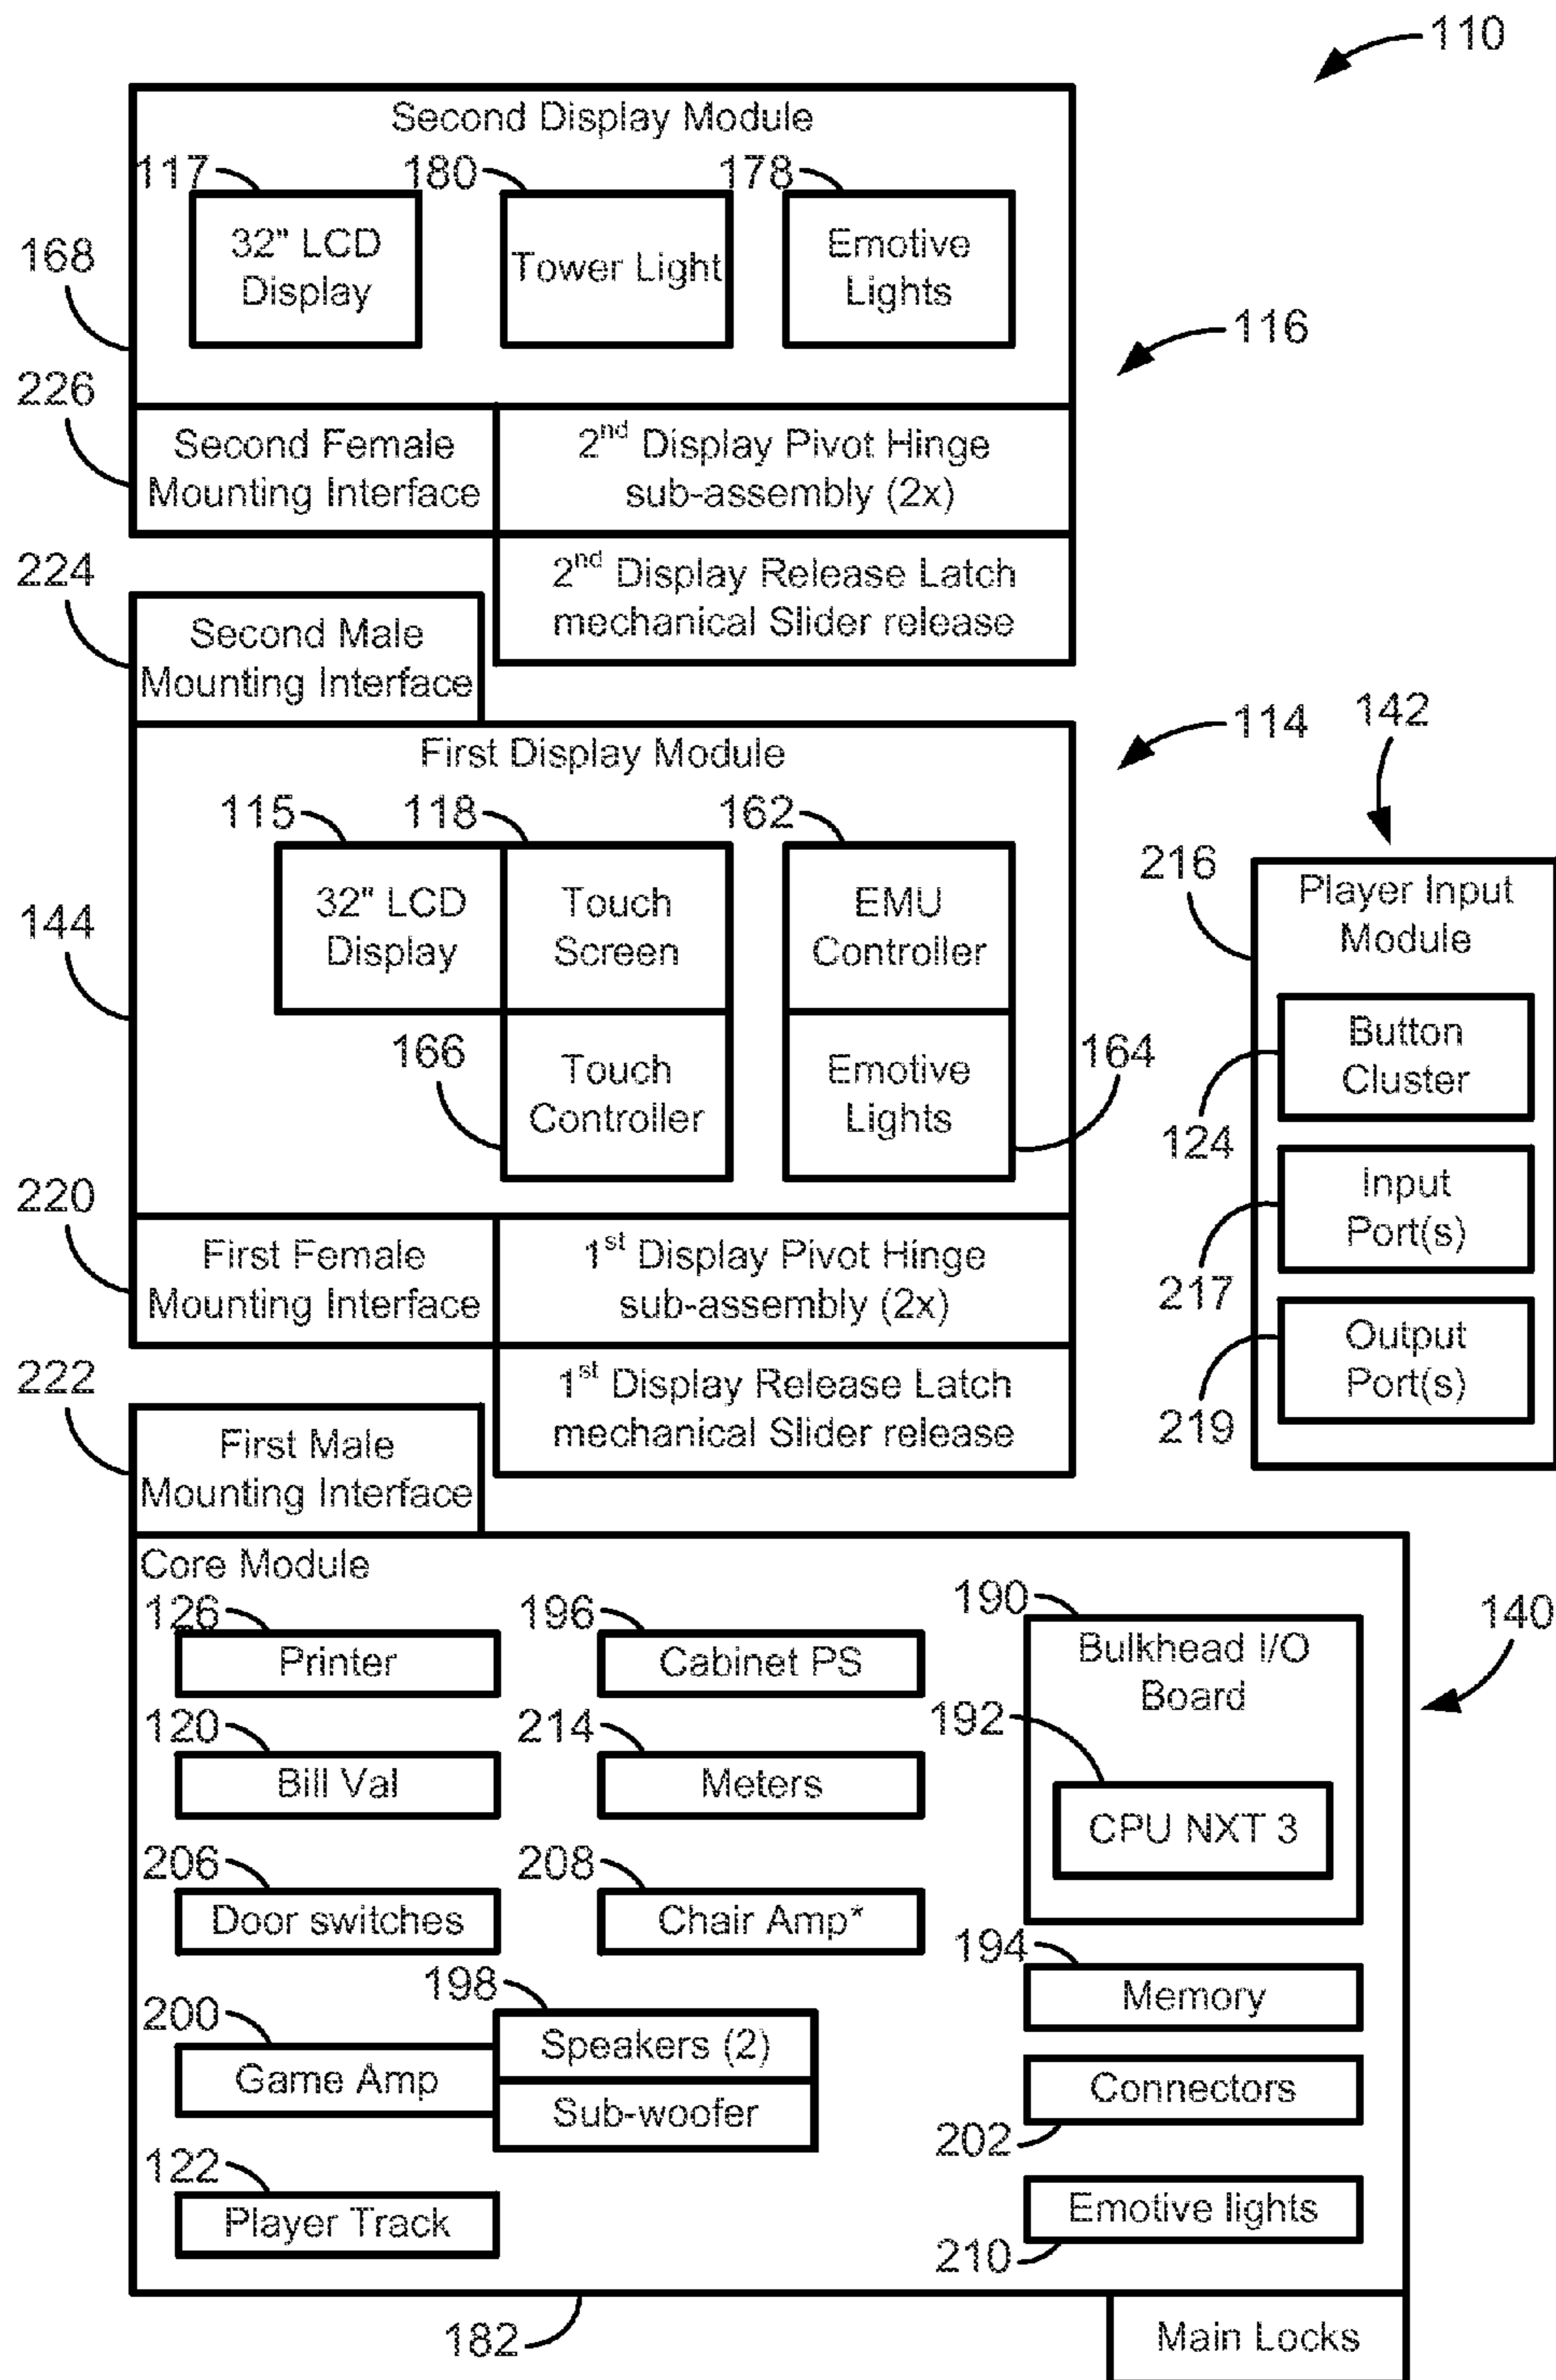 110
Second Display Module
117
180
178
32" LCD
Display
Tower Light
Emotive
Lights
168
116
226
Second Female
Mounting Interface
2nd Display Pivot Hinge
sub-assembly (2x)
224
2nd Display Release Latch
mechanical Slider release
Second Male
Mounting Interface
114
142
First Display Module
115
118
162
32" LCD
Display
Touch
Screen
EMU
Controller
144
166
Touch
Controller
Emotive
Lights
164
216
Player Input
Module
Button
Cluster
124
Input
Port(s)
217
Output
Port(s)
219
220
First Female
Mounting Interface
1st Display Pivot Hinge
sub-assembly (2x)
222
1st Display Release Latch
mechanical Slider release
First Male
Mounting Interface
Core Module
140
126
Printer
196
Cabinet PS
190
Bulkhead I/O
Board
120
Bill Val
214
Meters
192
CPU NXT 3
206
Door switches
208
Chair Amp*
194
Memory
198
Speakers (2)
200
Game Amp
Sub-woofer
Connectors
202
122
Player Track
Emotive lights
210
182
Main Locks